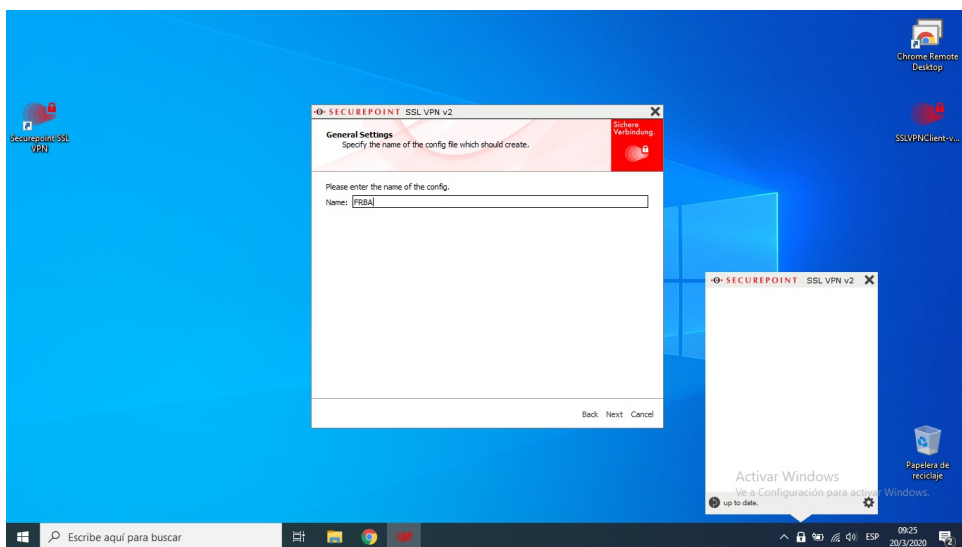 Chrome Remote
Desktop
Securepoint SSL
VPN
SSLVPNClient-v...
SECUREPOINT SSL VPN v2
General Settings
Specify the name of the config file which should create.
Sichere
Verbindung.
Please enter the name of the config.
Name: FRBA
Back Next Cancel
SECUREPOINT SSL VPN v2
Papelera de
reciclaje
Activar Windows
Ve a Configuración para activar Windows.
up to date.
Escribe aquí para buscar
ESP
09:25
20/3/2020
2